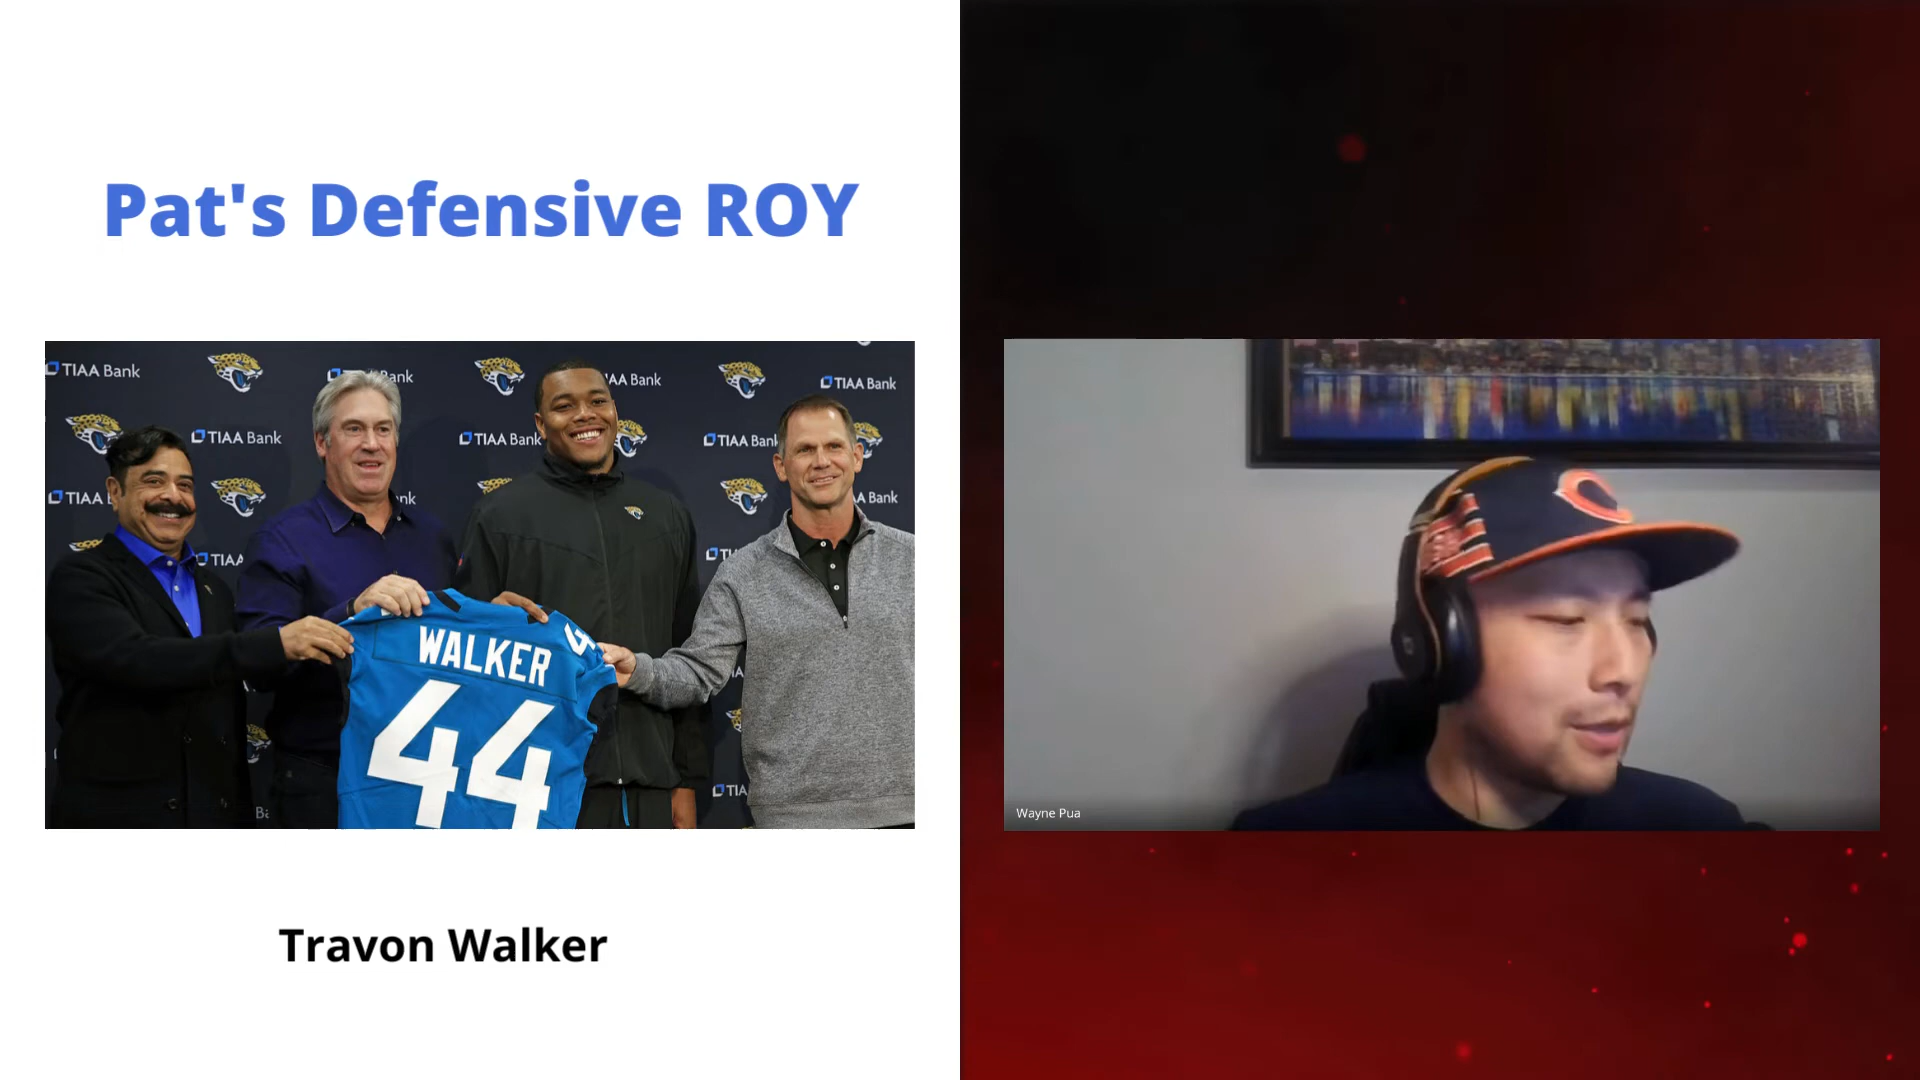 Pat's Defensive ROY
TIAA Bank
TIAA Bank
TIAA Bank
TIAA Bank
TIAA Bank
TIAA Bank
WALKER
44
Wayne Pua
Travon Walker